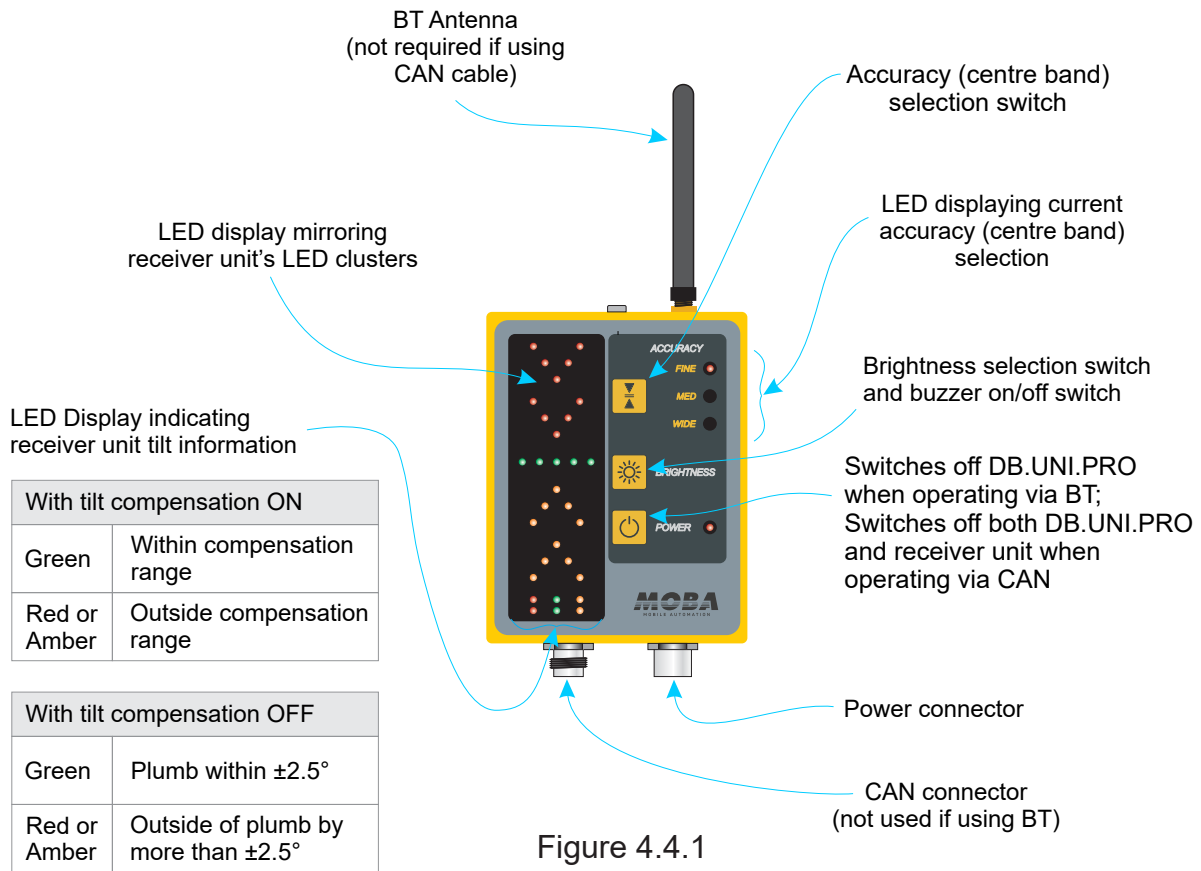 BT Antenna
(not required if using
CAN cable)
Accuracy (centre band)
selection switch
LED displaying current
accuracy (centre band)
selection
LED display mirroring
receiver unit's LED clusters
Brightness selection switch
and buzzer on/off switch
LED Display indicating
receiver unit tilt information
Switches off DB.UNI.PRO
when operating via BT;
Switches off both DB.UNI.PRO
and receiver unit when
operating via CAN
ACCURACY
FINE
MED
WIDE
BRIGHTNESS
POWER
MOBA
MOBILE AUTOMATION
With tilt compensation ON
Green Within compensation
range
Red or Outside compensation
Amber range
With tilt compensation OFF
Green Plumb within ±2.5°
Red or Outside of plumb by
Amber more than ±2.5°
Power connector
CAN connector
(not used if using BT)
Figure 4.4.1